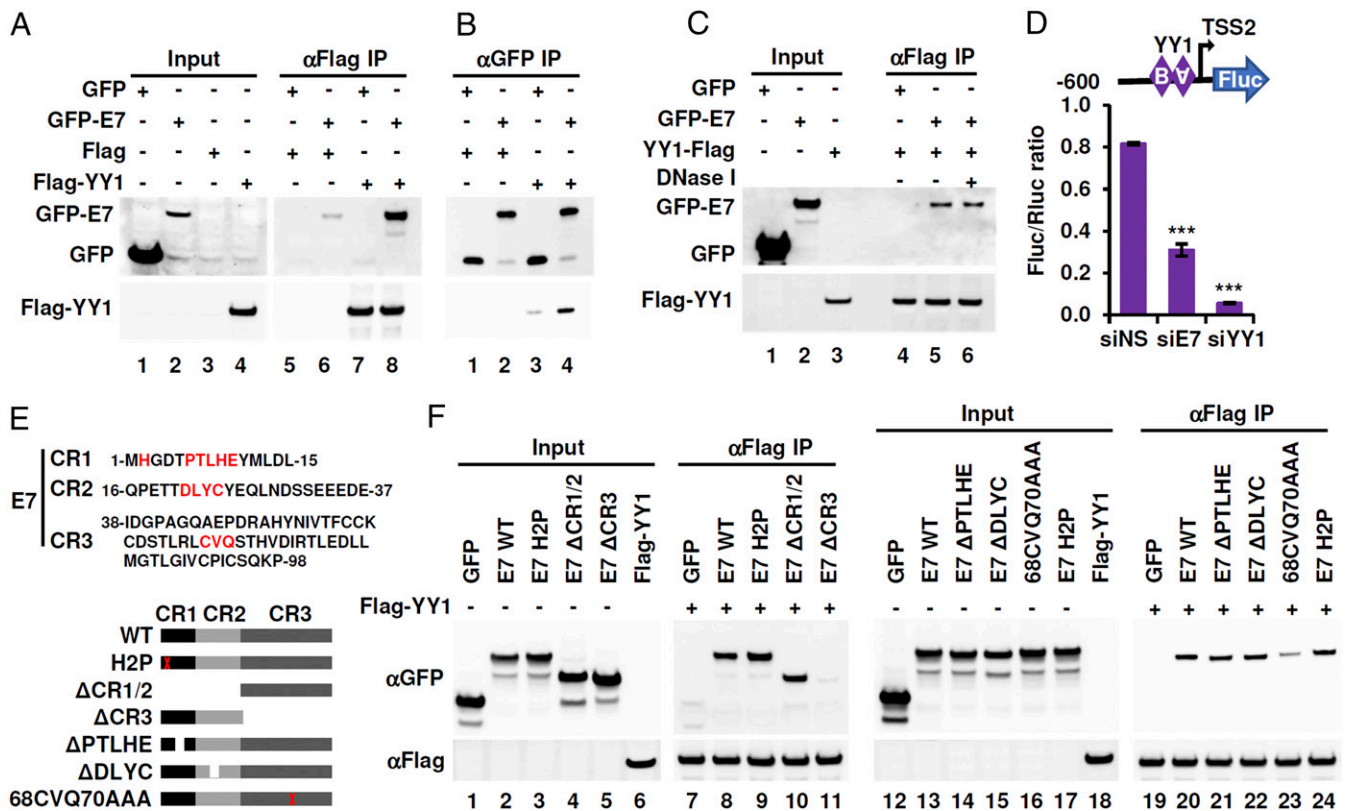 A
Input
αFlag IP
GFP + - - - + - + -
GFP-E7 - + - - - + - +
Flag - - + - + + - -
Flag-YY1 - - - + - - + +
GFP-E7
GFP
Flag-YY1
1 2 3 4 5 6 7 8
B
αGFP IP
+ - + -
- + - +
+ + - -
- - + +
1 2 3 4
C
Input
αFlag IP
GFP + - - + - -
GFP-E7 - + - - + +
YY1-Flag - - + + + +
DNase I - - +
GFP-E7
GFP
Flag-YY1
1 2 3 4 5 6
D
TSS2
YY1
-600 B A Fluc
Fluc/Rluc ratio
1.0
0.8
0.6
0.4
0.2
0.0
***
***
siNS siE7 siYY1
E
E7
CR1 1-MHGDTPTLHEYMLDL-15
CR2 16-QPETTDLYCYEQLNDSSEEEDE-37
38-IDGPAGQAEPDRAHYNIVTFCCK
CR3 CDSTLRLCVQSTHVDIRTLEDLL
MGTLGIVCPICSQKP-98
CR1 CR2 CR3
WT
H2P X
ΔCR1/2
ΔCR3
ΔPTLHE
ΔDLYC
68CVQ70AAA X
F
Input
αFlag IP
Input
αFlag IP
GFP E7 WT E7 H2P E7 ΔCR1/2 E7 ΔCR3 Flag-YY1
GFP E7 WT E7 H2P E7 ΔCR1/2 E7 ΔCR3
GFP E7 WT E7 ΔPTLHE E7 ΔDLYC 68CVQ70AAA E7 H2P Flag-YY1
GFP E7 WT E7 ΔPTLHE E7 ΔDLYC 68CVQ70AAA E7 H2P
Flag-YY1 - - - - - + + + + + - - - - - - + + + + + +
αGFP
αFlag
1 2 3 4 5 6 7 8 9 10 11 12 13 14 15 16 17 18 19 20 21 22 23 24